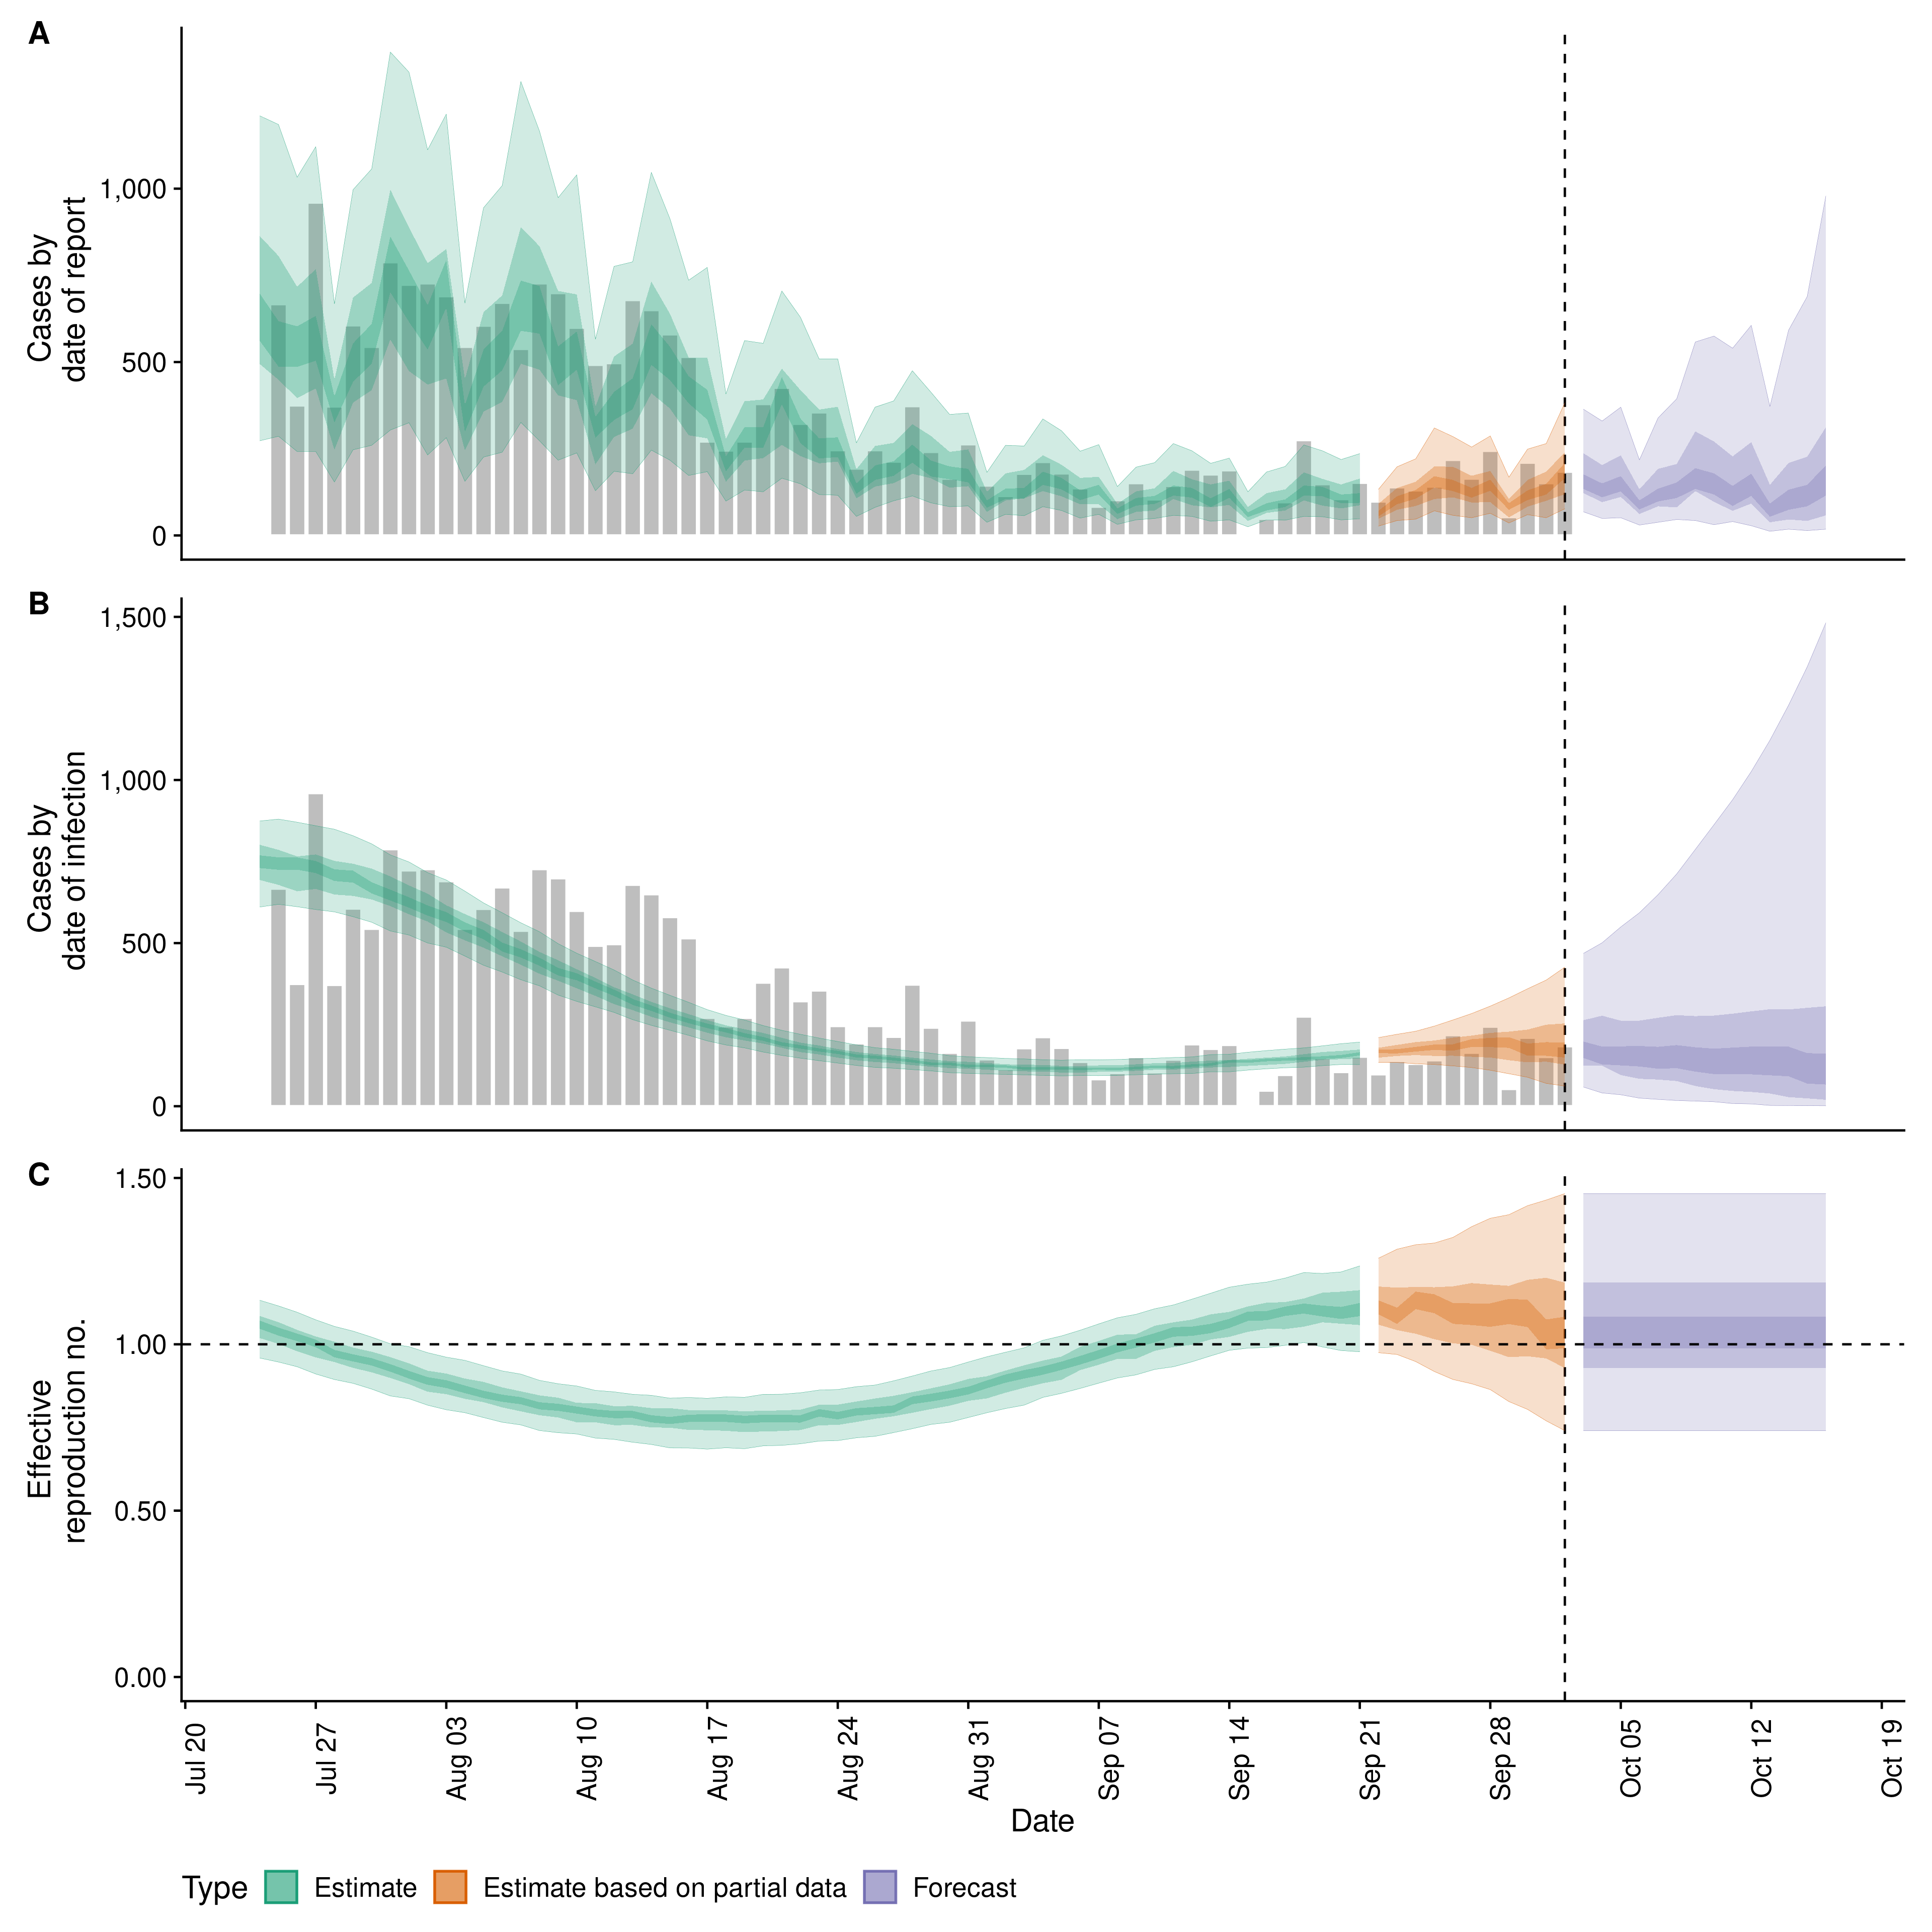 A
Cases by
date of report
1,000
500
0
B
Cases by
date of infection
1,500
1,000
500
0
C
Effective
reproduction no.
1.50
1.00
0.50
0.00
Jul 20
Jul 27
Aug 03
Aug 10
Aug 17
Aug 24
Aug 31
Sep 07
Sep 14
Sep 21
Sep 28
Oct 05
Oct 12
Oct 19
Date
Type Estimate Estimate based on partial data Forecast